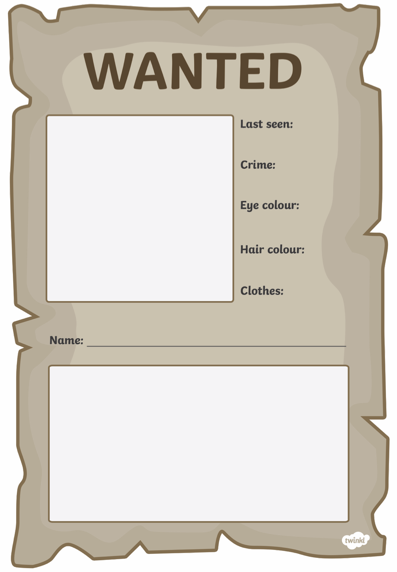 WANTED
Last seen:
Crime:
Eye colour:
Hair colour:
Clothes:
Name:
twinkl